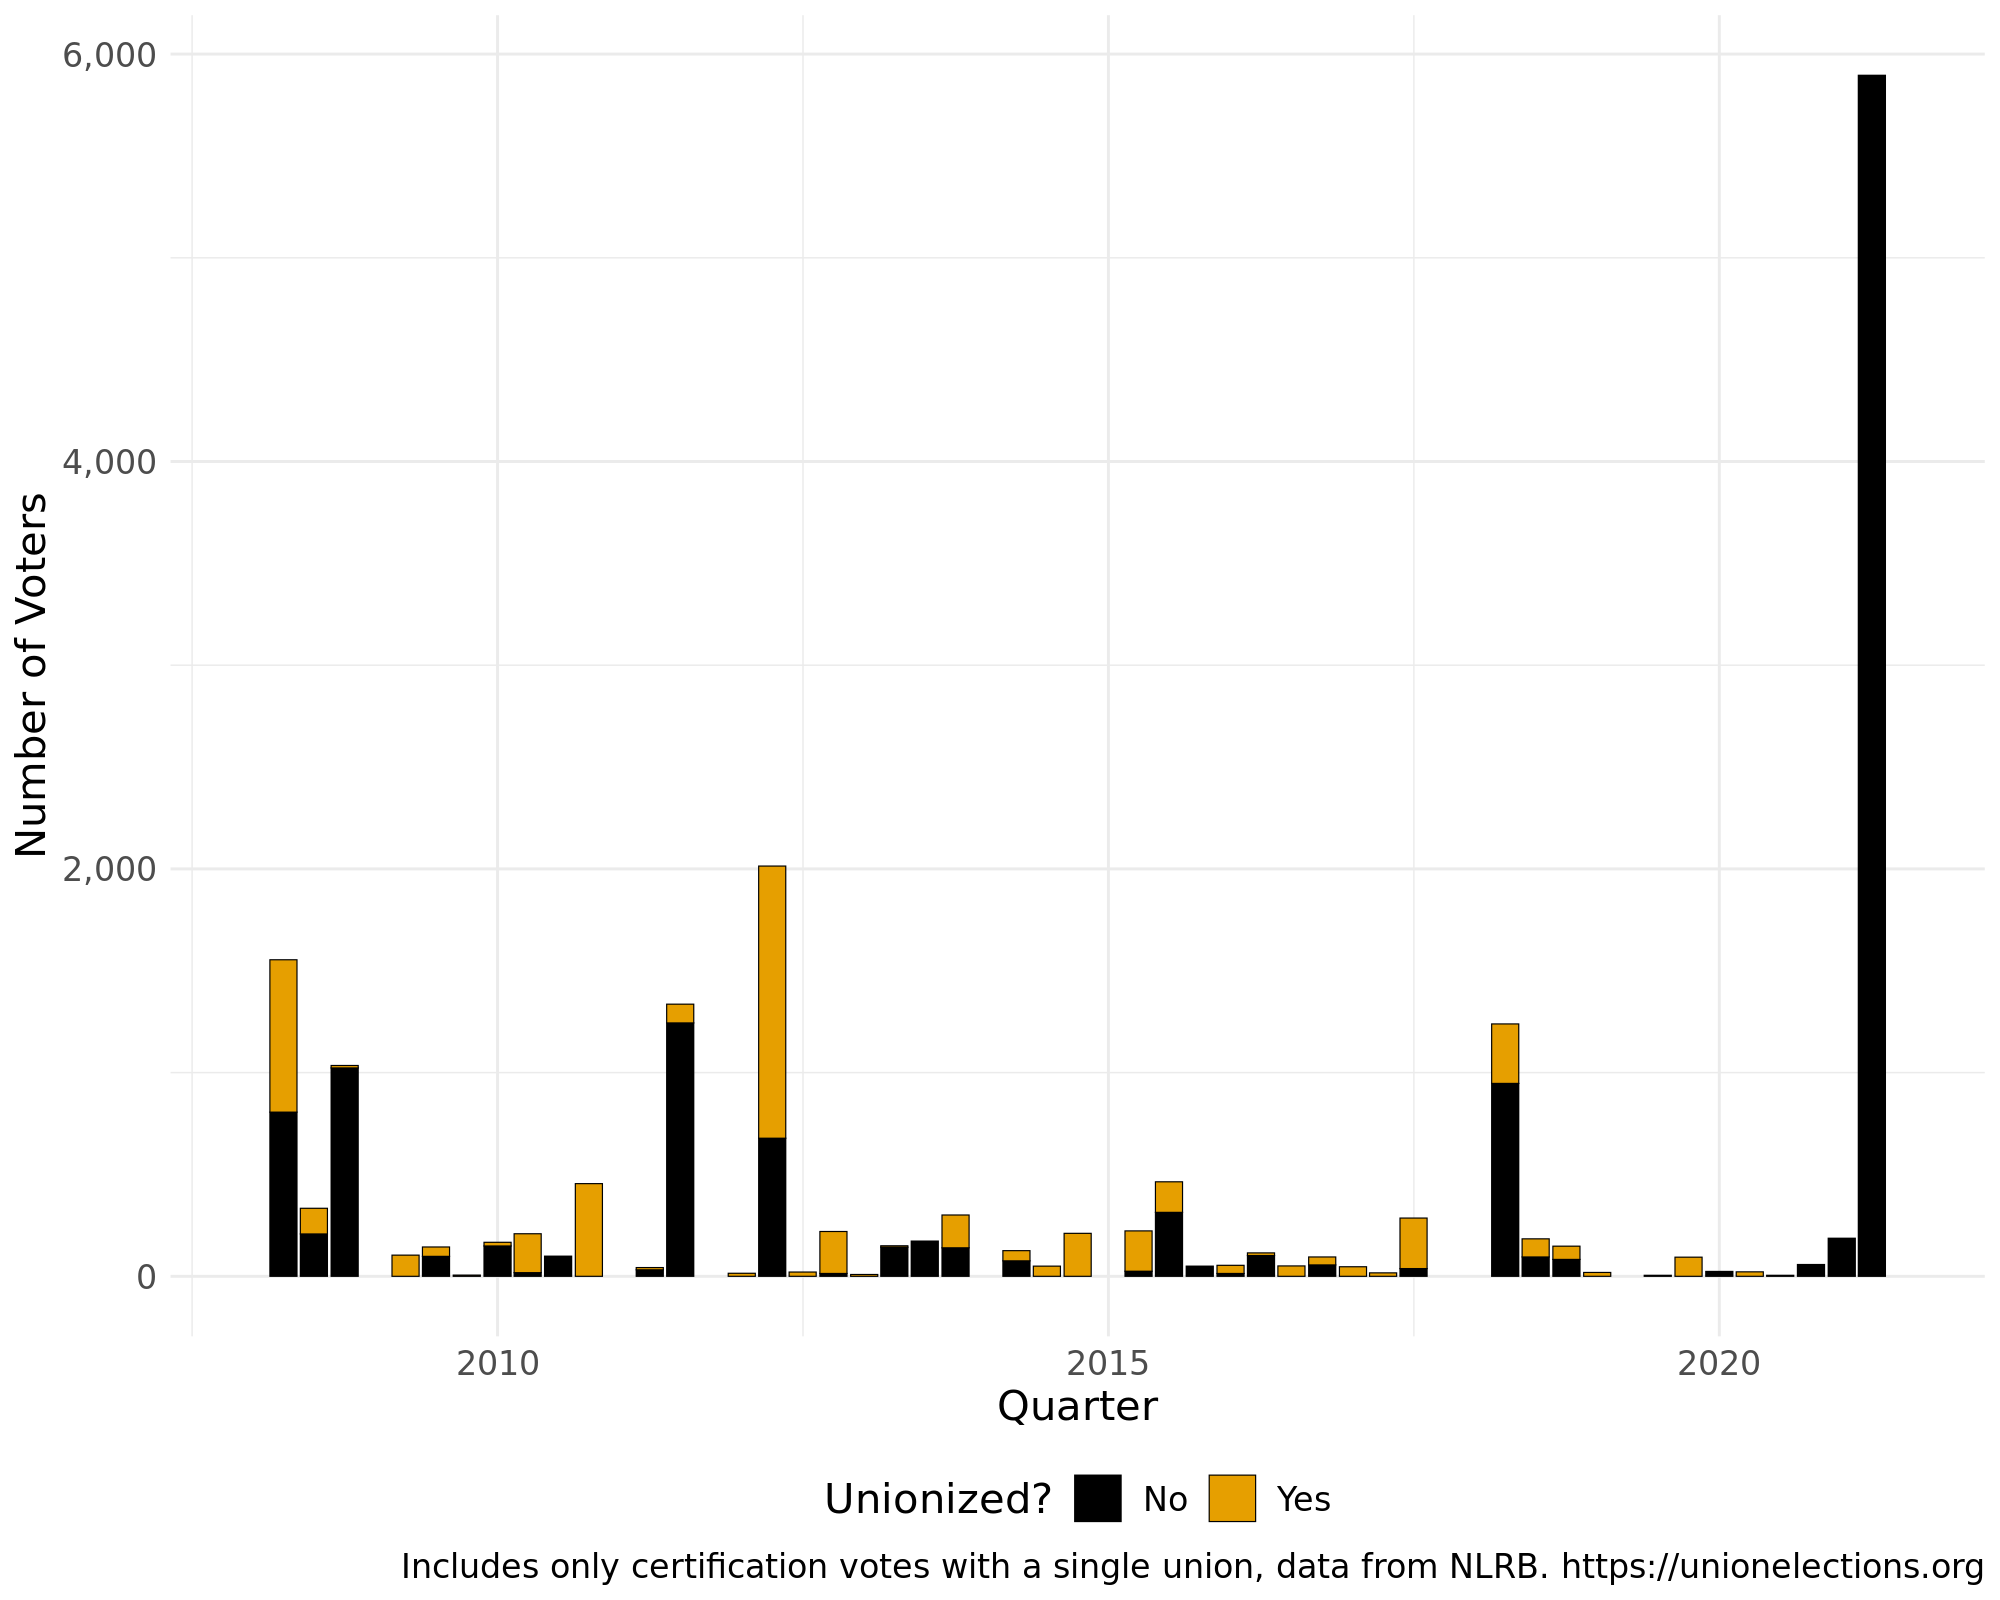 6,000
4,000
2,000
0
Number of Voters
2010
2015
2020
Quarter
Unionized? No Yes
Includes only certification votes with a single union, data from NLRB. https://unionelections.org